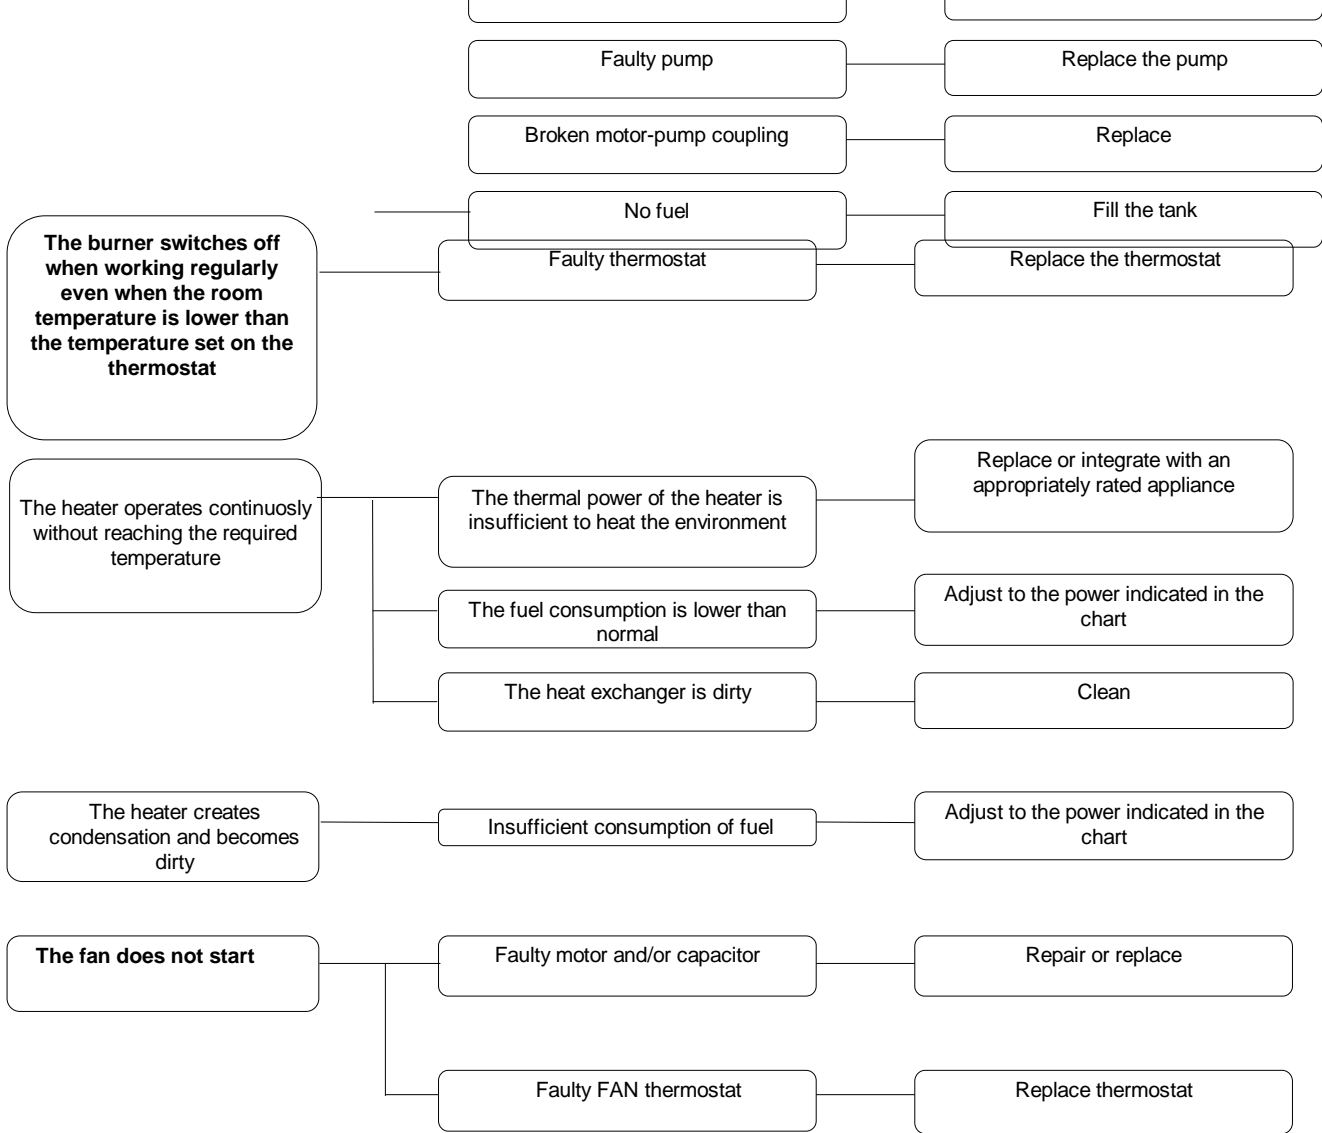 Faulty pump
Replace the pump
Broken motor-pump coupling
Replace
No fuel
Fill the tank
The burner switches off
when working regularly
even when the room
temperature is lower than
the temperature set on the
thermostat
Faulty thermostat
Replace the thermostat
The heater operates continuosly
without reaching the required
temperature
The thermal power of the heater is
insufficient to heat the environment
Replace or integrate with an
appropriately rated appliance
The fuel consumption is lower than
normal
Adjust to the power indicated in the
chart
The heat exchanger is dirty
Clean
The heater creates
condensation and becomes
dirty
Insufficient consumption of fuel
Adjust to the power indicated in the
chart
The fan does not start
Faulty motor and/or capacitor
Repair or replace
Faulty FAN thermostat
Replace thermostat